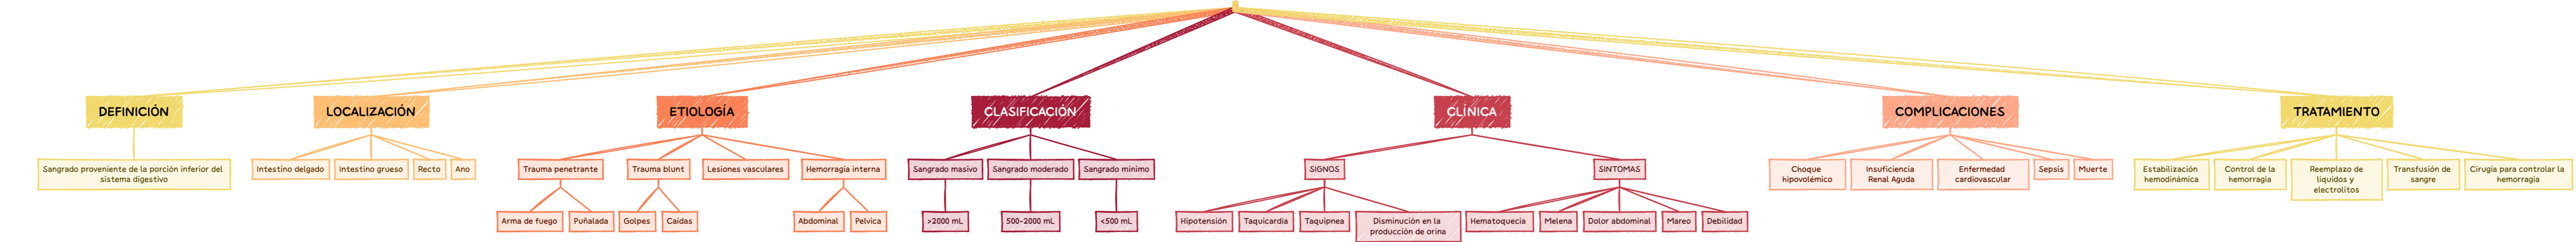 DEFINICIÓN
Sangrado proveniente de la porción inferior del
sistema digestivo
LOCALIZACIÓN
Intestino delgado
Intestino grueso
Recto
Ano
ETIOLOGÍA
Trauma penetrante
Arma de fuego
Puñalada
Trauma blunt
Golpes
Caídas
Lesiones vasculares
Hemorragia interna
Abdominal
Pelvica
CLASIFICACIÓN
Sangrado masivo
>2000 mL
Sangrado moderado
500-2000 mL
Sangrado mínimo
<500 mL
CLÍNICA
SIGNOS
Hipotensión
Taquicardia
Taquipnea
Disminución en la
producción de orina
SINTOMAS
Hematoquecia
Melena
Dolor abdominal
Mareo
Debilidad
COMPLICACIONES
Choque
hipovolémico
Insuficiencia
Renal Aguda
Enfermedad
cardiovascular
Sepsis
Muerte
TRATAMIENTO
Estabilización
hemodinámica
Control de la
hemorragia
Reemplazo de
líquidos y
electrolitos
Transfusión de
sangre
Cirugía para controlar la
hemorragia